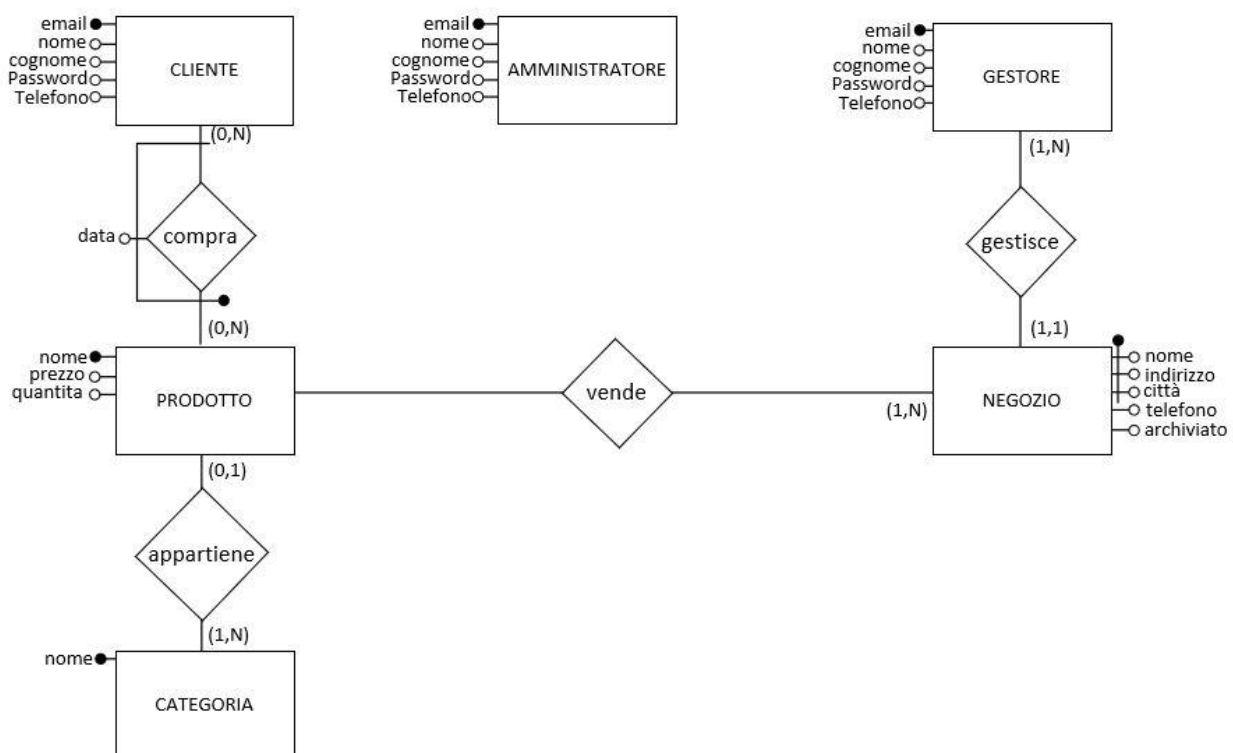 email
nome
cognome
Password
Telefono
CLIENTE
email
nome
cognome
Password
Telefono
AMMINISTRATORE
email
nome
cognome
Password
Telefono
GESTORE
(0,N)
(1,N)
data
compra
gestisce
(0,N)
(1,1)
nome
prezzo
quantita
PRODOTTO
vende
(1,N)
NEGOZIO
nome
indirizzo
città
telefono
archiviato
(0,1)
appartiene
(1,N)
nome
CATEGORIA